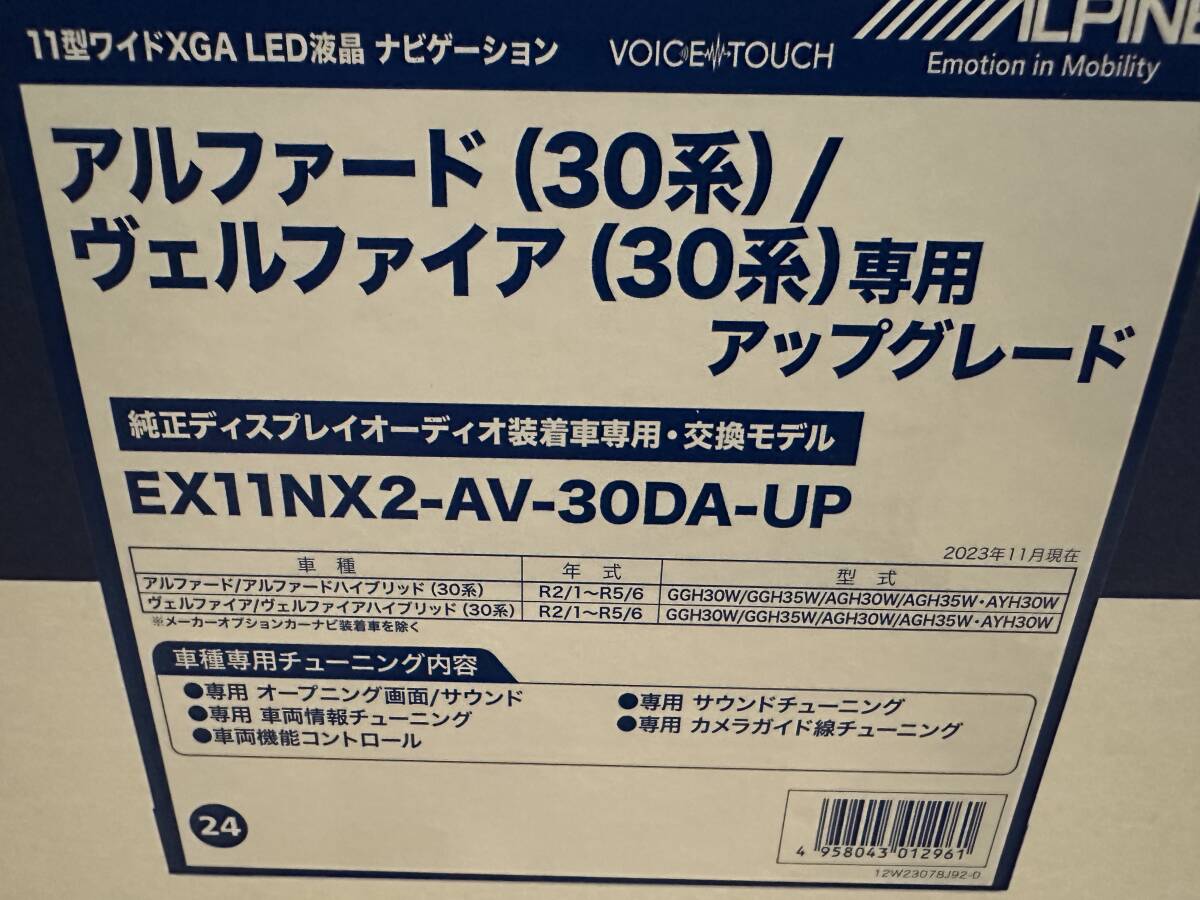 11型ワイドXGA LED液晶 ナビゲーション VOICE TOUCH
ALPINE
Emotion in Mobility
アルファード(30系)/
ヴェルファイア(30系)専用
アップグレード
純正ディスプレイオーディオ装着車専用・交換モデル
EX11NX2-AV-30DA-UP
2023年11月現在
車種 年式 型式
アルファード/アルファードハイブリッド(30系) R2/1〜R5/6 GGH30W/GGH35W/AGH30W/AGH35W・AYH30W
ヴェルファイア/ヴェルファイアハイブリッド(30系) R2/1〜R5/6 GGH30W/GGH35W/AGH30W/AGH35W・AYH30W
※メーカーオプションカーナビ装着車を除く
車種専用チューニング内容
●専用 オープニング画面/サウンド
●専用 車両情報チューニング
●車両機能コントロール
●専用 サウンドチューニング
●専用 カメラガイド線チューニング
24
4 958043 012961
12W23078J92-0